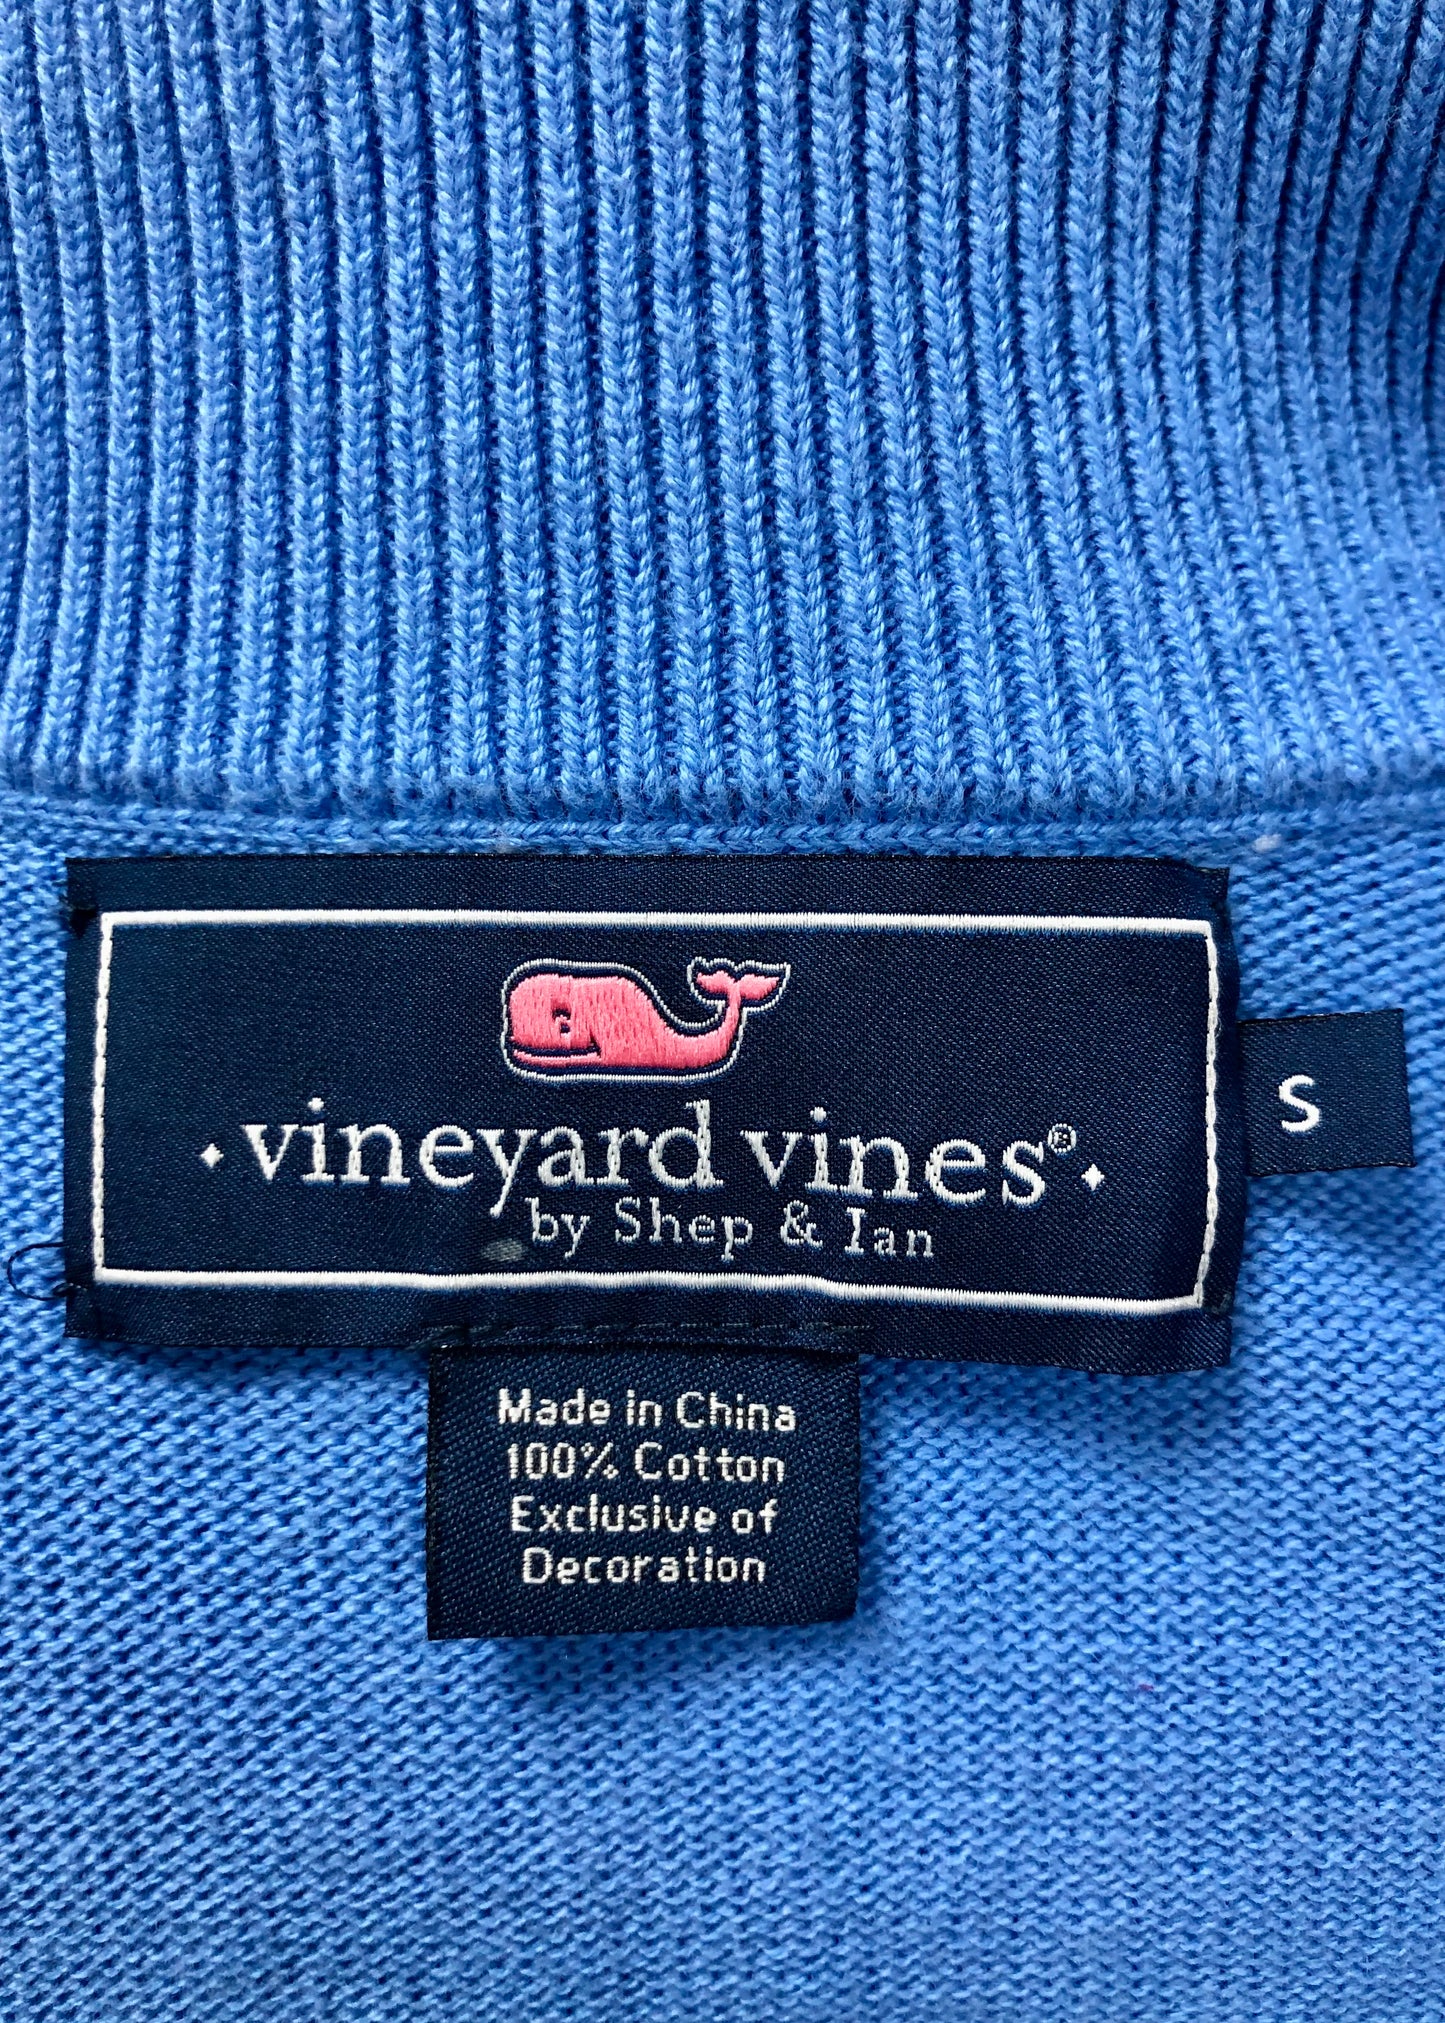 · vineyard vines® ·
by Shep & Ian
S
Made in China
100% Cotton
Exclusive of
Decoration